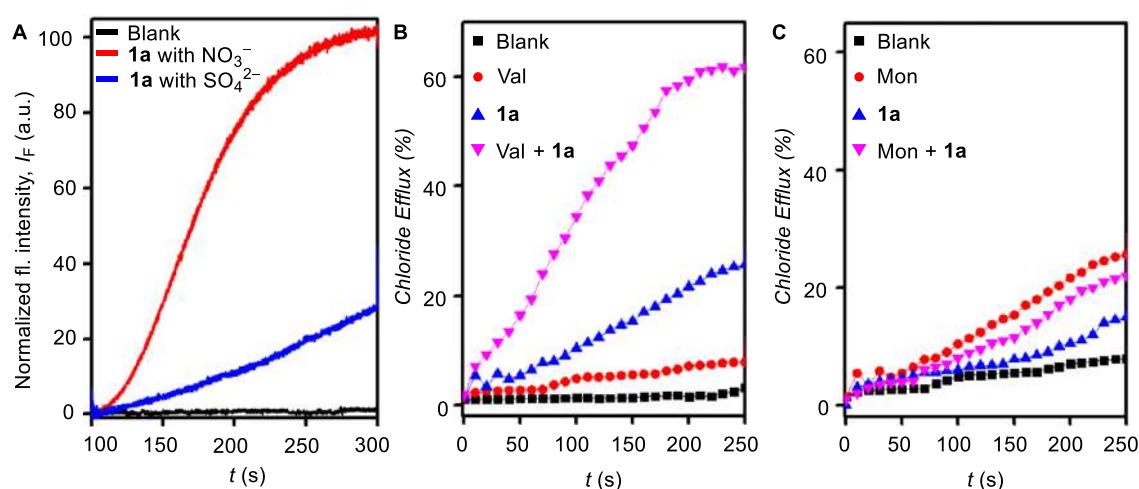 A
Blank
1a with NO₃⁻
1a with SO₄²⁻
Normalized fl. intensity, I_F (a.u.)
100
80
60
40
20
0
100 150 200 250 300
t (s)
B
Blank
Val
1a
Val + 1a
Chloride Efflux (%)
60
40
20
0
0 50 100 150 200 250
t (s)
C
Blank
Mon
1a
Mon + 1a
Chloride Efflux (%)
60
40
20
0
0 50 100 150 200 250
t (s)